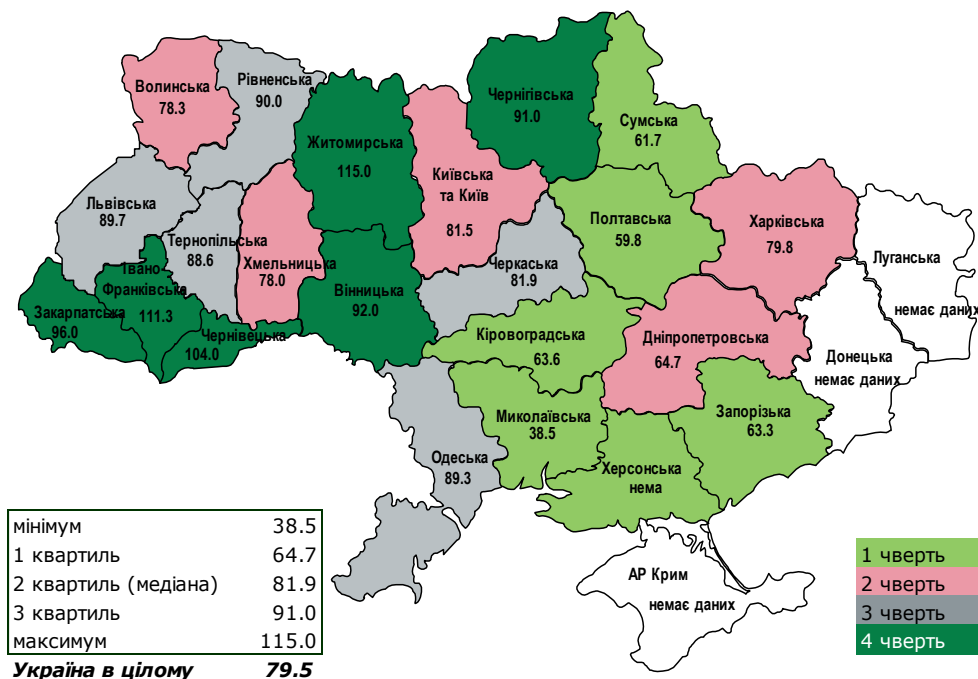 Волинська
78.3
Рівненська
90.0
Житомирська
115.0
Київська
та Київ
81.5
Чернігівська
91.0
Сумська
61.7
Львівська
89.7
Тернопільська
88.6
Хмельницька
78.0
Вінницька
92.0
Черкаська
81.9
Полтавська
59.8
Харківська
79.8
Луганська
немає даних
Закарпатська
96.0
Івано-
Франківська
111.3
Чернівецька
104.0
Кіровоградська
63.6
Дніпропетровська
64.7
Донецька
немає даних
Одеська
89.3
Миколаївська
38.5
Херсонська
нема
Запорізька
63.3
АР Крим
немає даних
мінімум 38.5
1 квартиль 64.7
2 квартиль (медіана) 81.9
3 квартиль 91.0
максимум 115.0
Україна в цілому 79.5
1 чверть
2 чверть
3 чверть
4 чверть